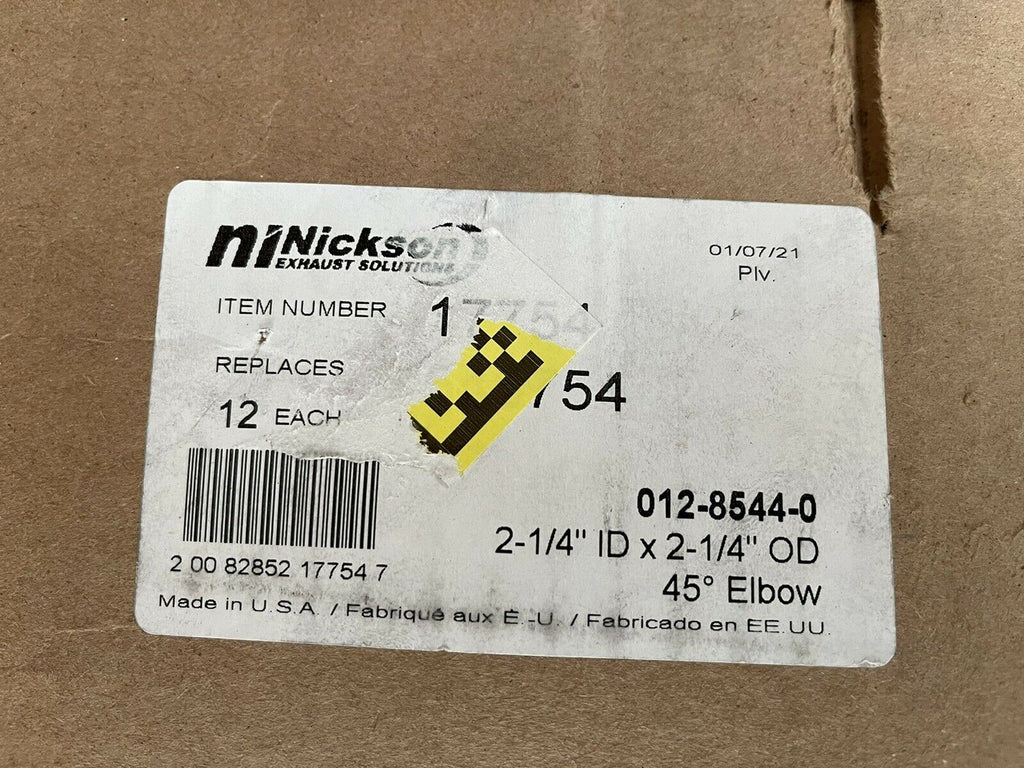 ni Nickson
EXHAUST SOLUTIONS
01/07/21
Plv.
ITEM NUMBER 17754
REPLACES 754
12 EACH
2 00 82852 17754 7
012-8544-0
2-1/4" ID x 2-1/4" OD
45° Elbow
Made in U.S.A. / Fabriqué aux É.-U. / Fabricado en EE.UU.